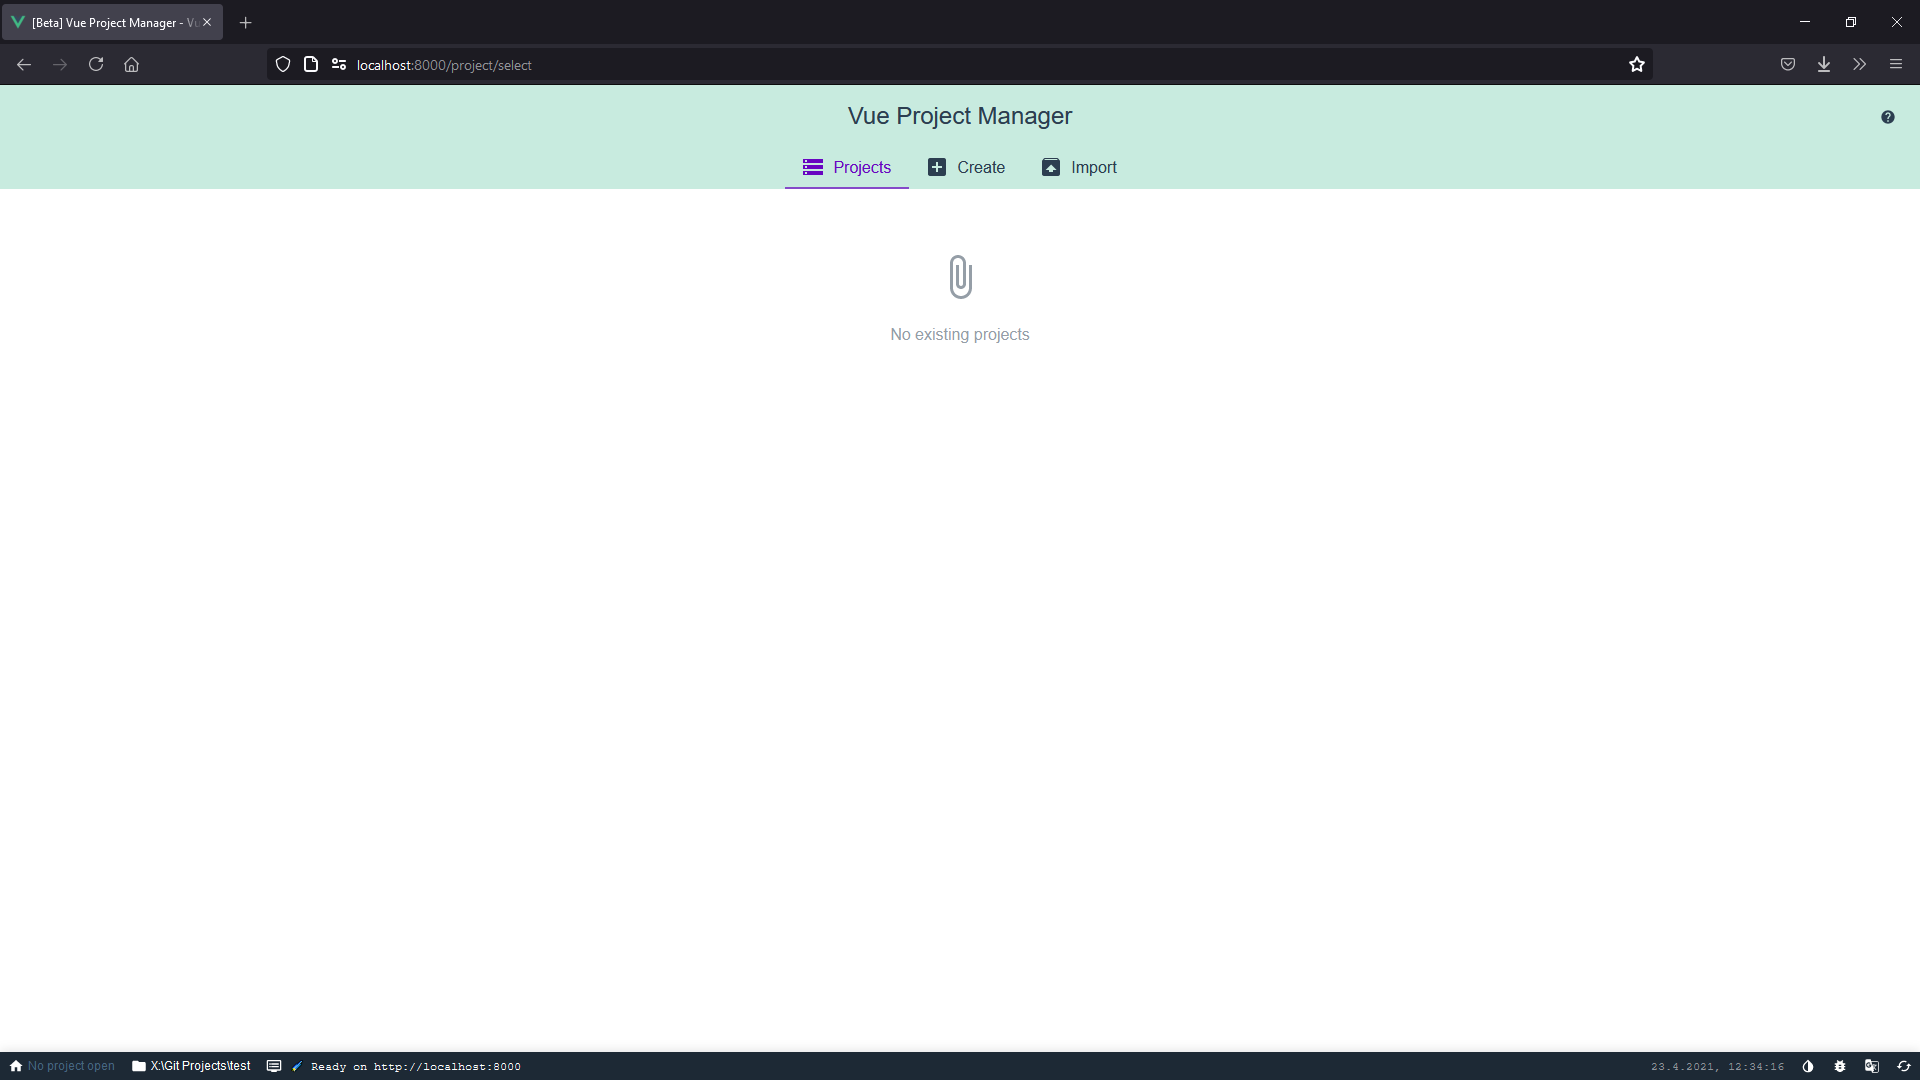 [Beta] Vue Project Manager - Vu
localhost:8000/project/select
Vue Project Manager
Projects
Create
Import
No existing projects
No project open
X:\Git Projects\test
Ready on http://localhost:8000
23.4.2021, 12:34:16